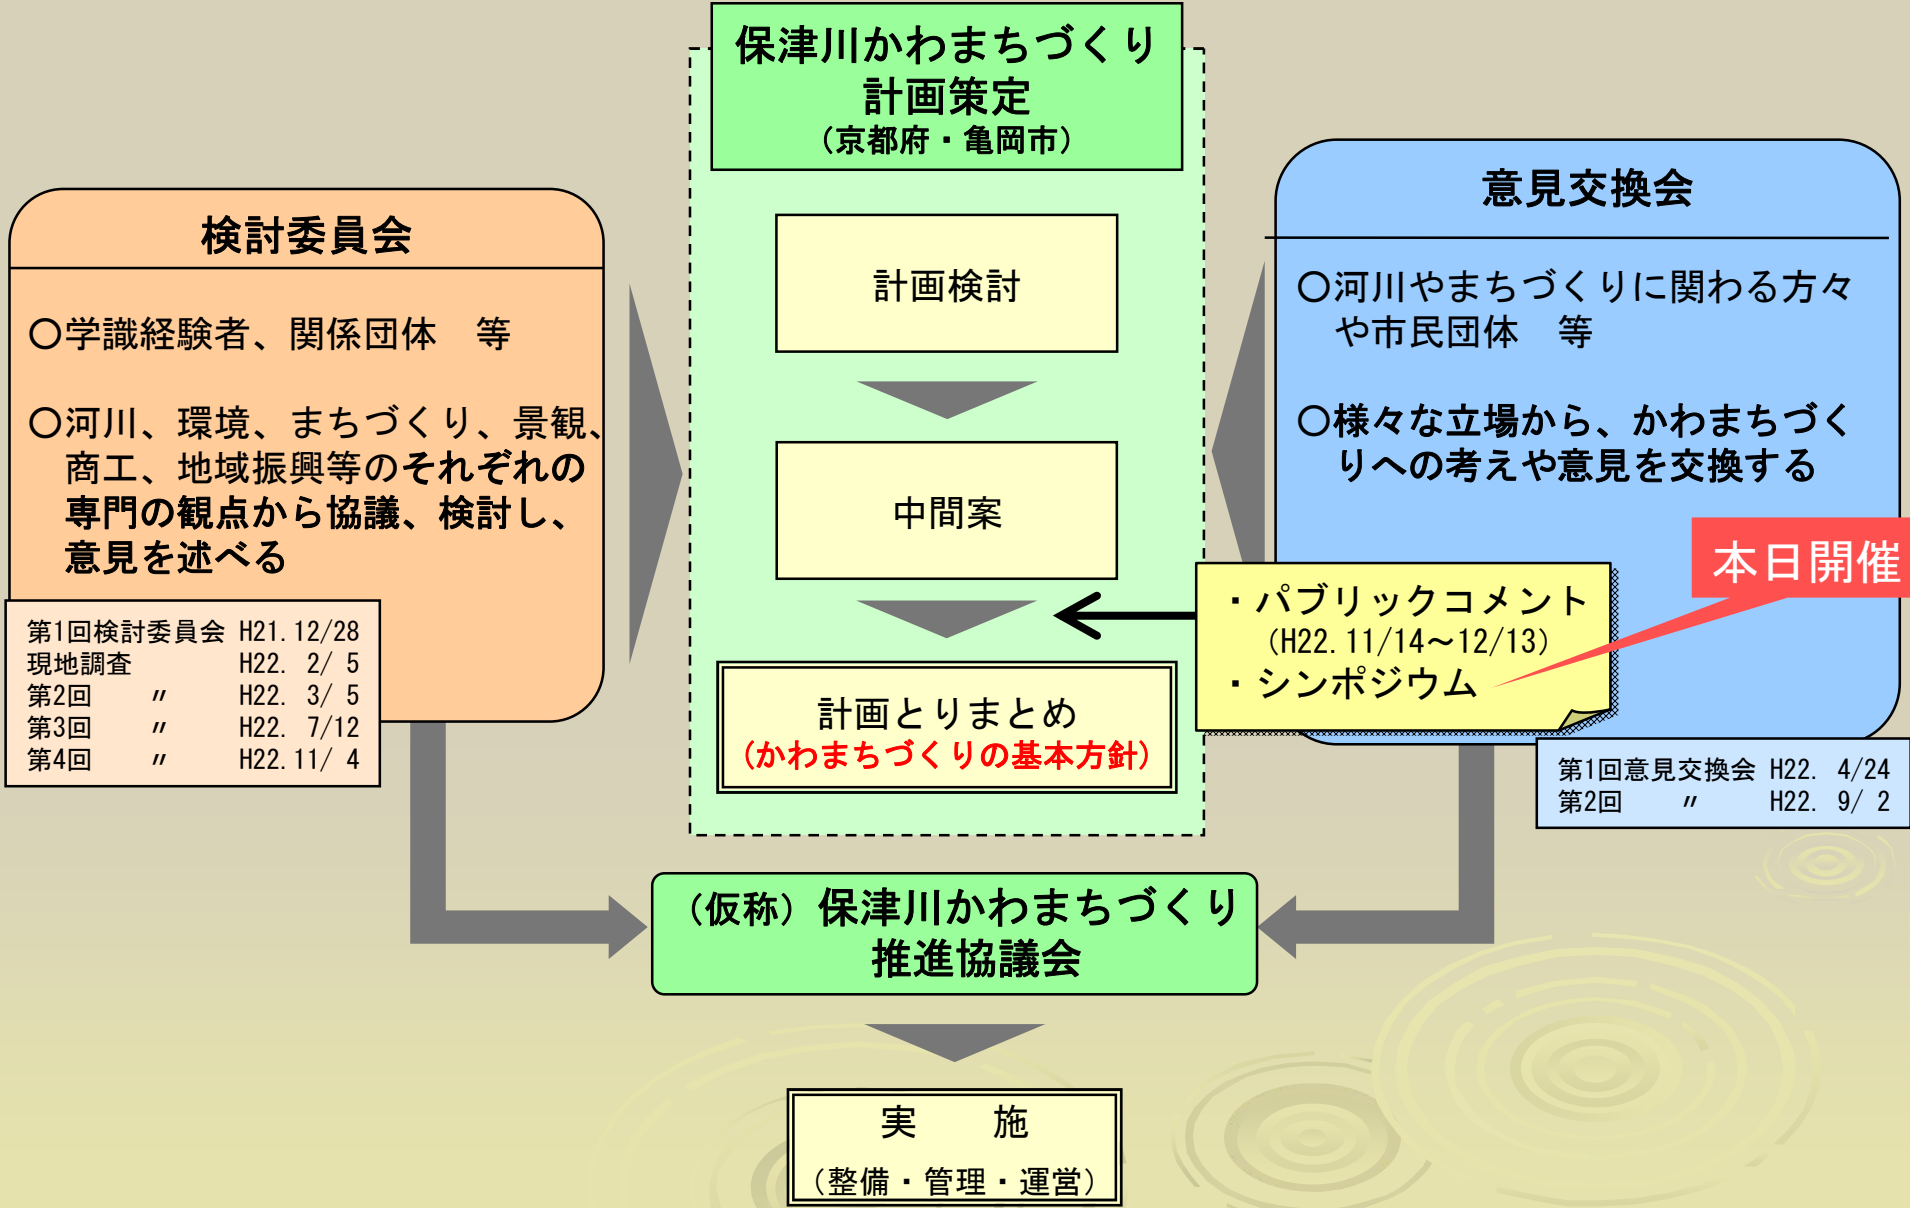 保津川かわまちづくり
計画策定
（京都府・亀岡市）
計画検討
中間案
計画とりまとめ
(かわまちづくりの基本方針)
検討委員会
〇学識経験者、関係団体　等
〇河川、環境、まちづくり、景観、
商工、地域振興等のそれぞれの
専門の観点から協議、検討し、
意見を述べる
第1回検討委員会 H21.12/28
現地調査 H22. 2/ 5
第2回 〃 H22. 3/ 5
第3回 〃 H22. 7/12
第4回 〃 H22.11/ 4
意見交換会
〇河川やまちづくりに関わる方々
や市民団体　等
〇様々な立場から、かわまちづく
りへの考えや意見を交換する
本日開催
・パブリックコメント
（H22.11/14～12/13）
・シンポジウム
第1回意見交換会 H22. 4/24
第2回 〃 H22. 9/ 2
（仮称）保津川かわまちづくり
推進協議会
実　施
（整備・管理・運営）